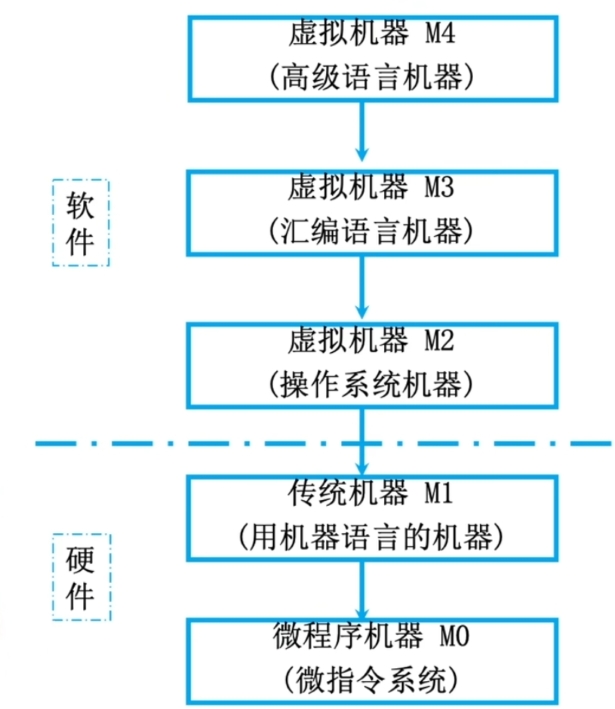 虚拟机器 M4
(高级语言机器)
软
件
虚拟机器 M3
(汇编语言机器)
虚拟机器 M2
(操作系统机器)
传统机器 M1
(用机器语言的机器)
硬
件
微程序机器 M0
(微指令系统)